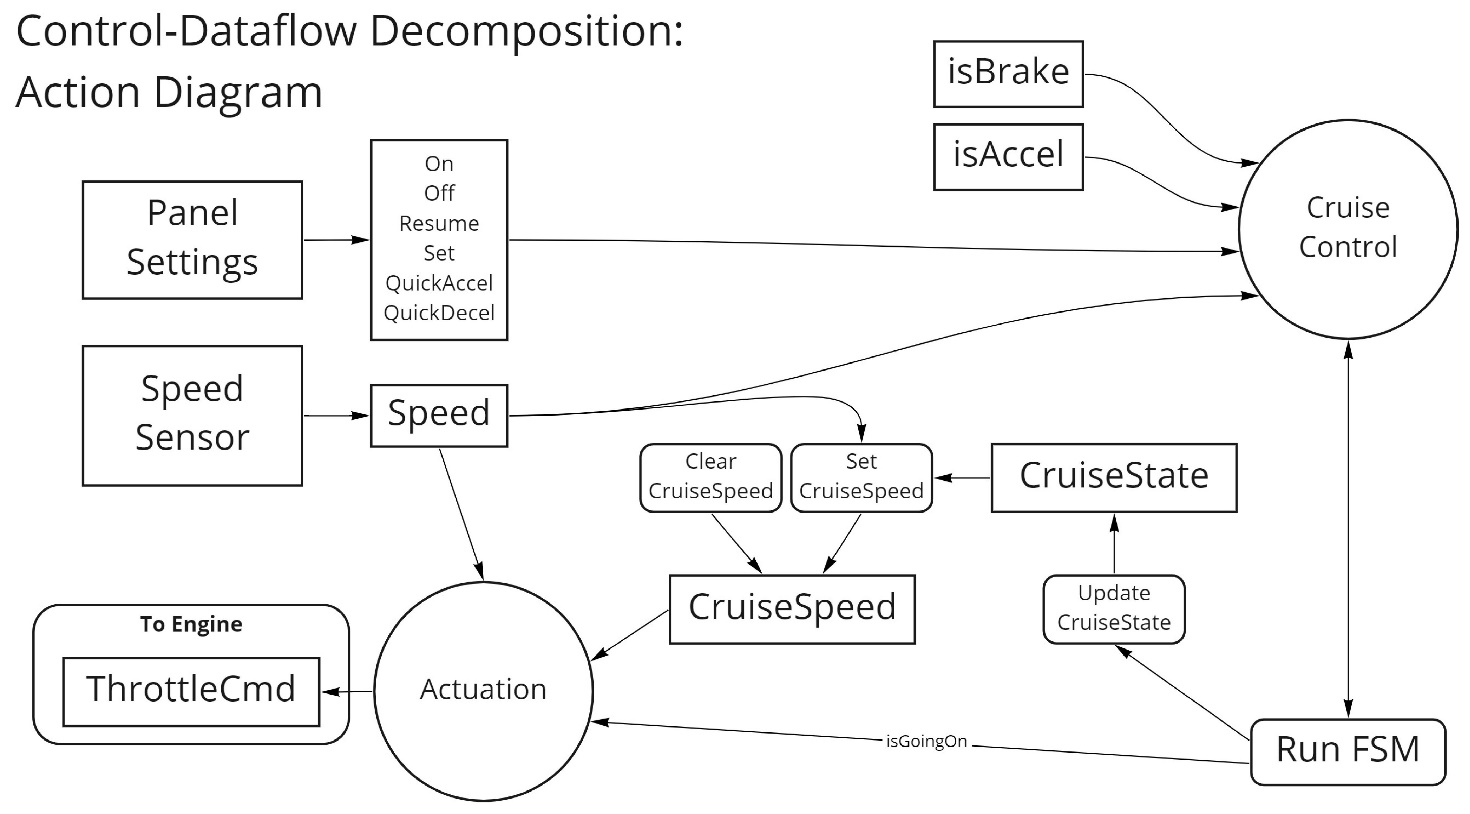 Control-Dataflow Decomposition:
Action Diagram
isBrake
isAccel
Cruise
Control
Panel
Settings
On
Off
Resume
Set
QuickAccel
QuickDecel
Speed
Sensor
Speed
Clear
CruiseSpeed
Set
CruiseSpeed
CruiseState
CruiseSpeed
Update
CruiseState
To Engine
ThrottleCmd
Actuation
isGoingOn
Run FSM